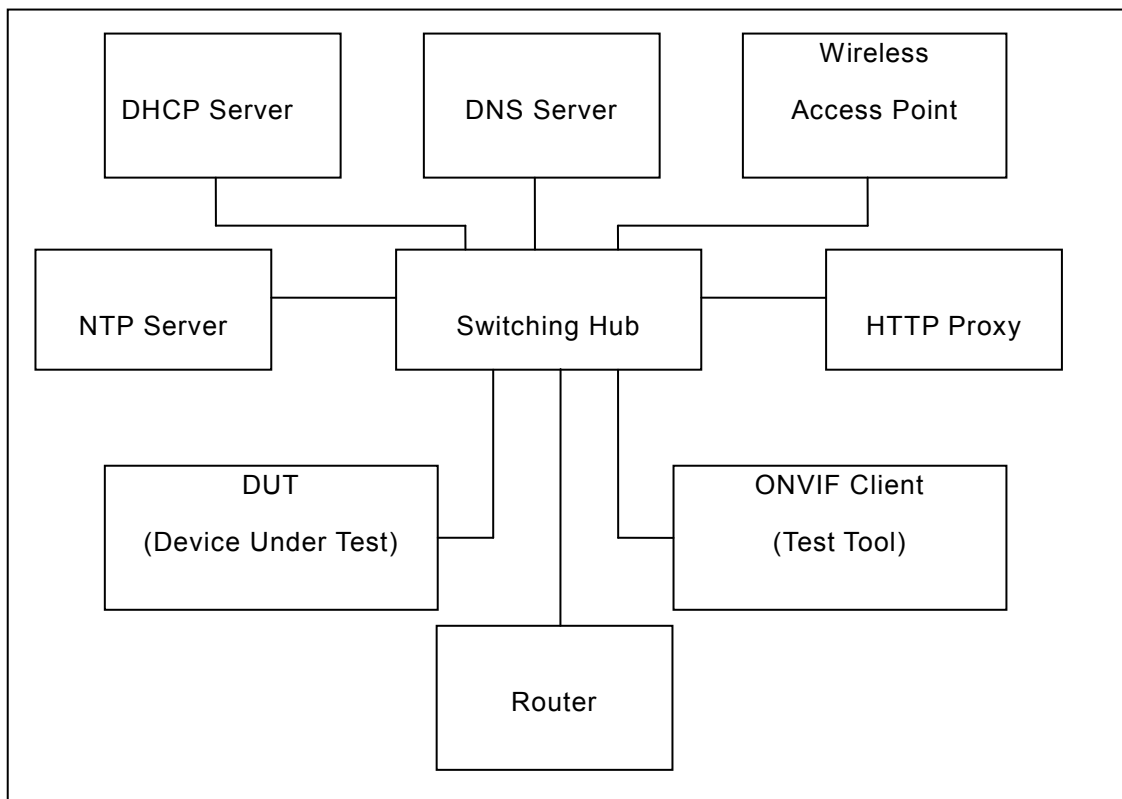 DHCP Server
DNS Server
Wireless
Access Point
NTP Server
Switching Hub
HTTP Proxy
DUT
(Device Under Test)
ONVIF Client
(Test Tool)
Router